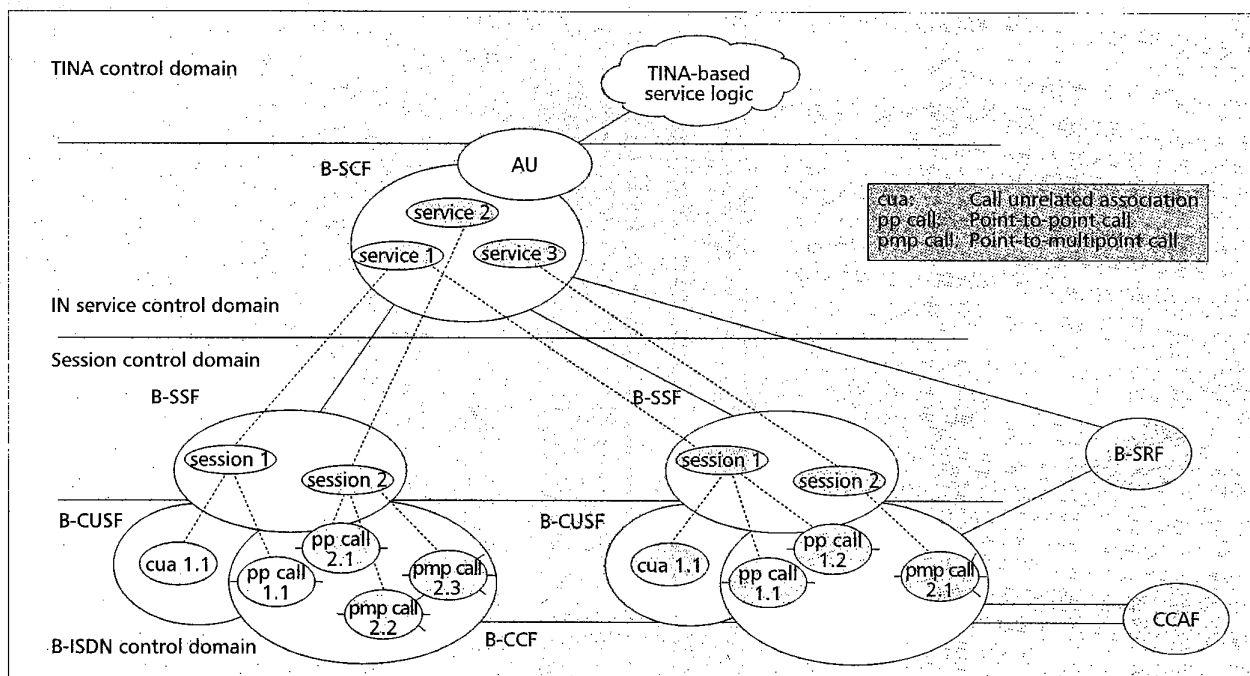 TINA control domain
TINA-based
service logic
B-SCF
AU
service 2
service 1
service 3
cua: Call unrelated association
pp call: Point-to-point call
pmp call: Point-to-multipoint call
IN service control domain
Session control domain
B-SSF
B-SSF
session 1
session 2
session 1
session 2
B-SRF
B-CUSF
B-CUSF
cua 1.1
pp call
1.1
pp call
2.1
pmp call
2.2
pmp call
2.3
cua 1.1
pp call
1.1
pp call
1.2
pmp call
2.1
B-CCF
CCAF
B-ISDN control domain